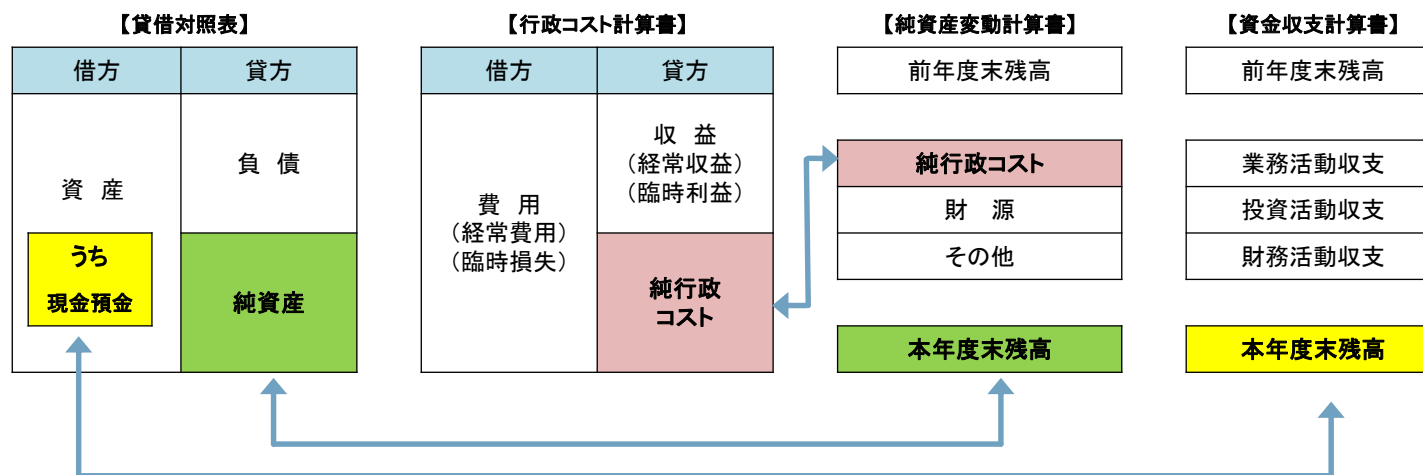 【貸借対照表】
借方
貸方
資 産
うち
現金預金
負 債
純資産
【行政コスト計算書】
借方
貸方
費 用
（経常費用）
（臨時損失）
収 益
（経常収益）
（臨時利益）
純行政
コスト
【純資産変動計算書】
前年度末残高
純行政コスト
財 源
その他
本年度末残高
【資金収支計算書】
前年度末残高
業務活動収支
投資活動収支
財務活動収支
本年度末残高